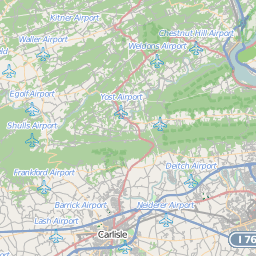 Kitner Airport
Waller Airport
Chestnut Hill Airport
Weldons Airport
Egolf Airport
Yost Airport
Shulls Airport
Deitch Airport
Frankford Airport
Barrick Airport
Neiderer Airport
Lash Airport
Carlisle
I 76